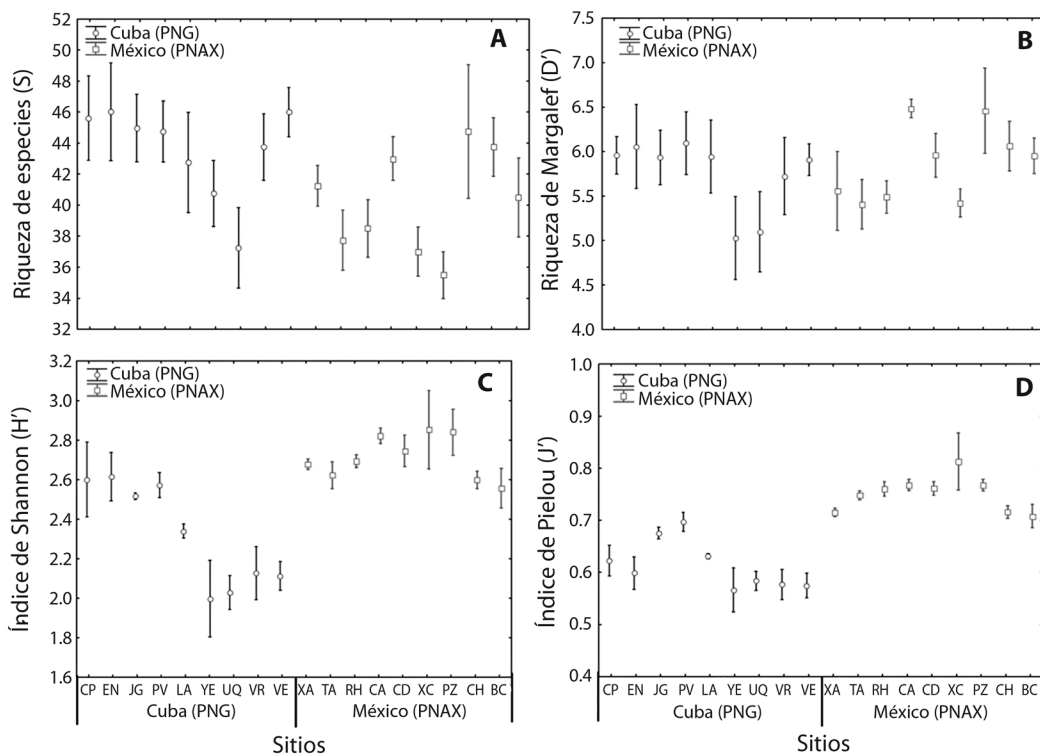 A
Cuba (PNG)
México (PNAX)
Riqueza de especies (S)
52
50
48
46
44
42
40
38
36
34
32
B
Cuba (PNG)
México (PNAX)
Riqueza de Margalef (D')
7.5
7.0
6.5
6.0
5.5
5.0
4.5
4.0
C
Cuba (PNG)
México (PNAX)
Índice de Shannon (H')
3.2
3.0
2.8
2.6
2.4
2.2
2.0
1.8
1.6
CP EN JG PV LA YE UQ VR VE XA TA RH CA CD XC PZ CH BC
Cuba (PNG) México (PNAX)
Sitios
D
Cuba (PNG)
México (PNAX)
Índice de Pielou (J')
1.0
0.9
0.8
0.7
0.6
0.5
0.4
CP EN JG PV LA YE UQ VR VE XA TA RH CA CD XC PZ CH BC
Cuba (PNG) México (PNAX)
Sitios